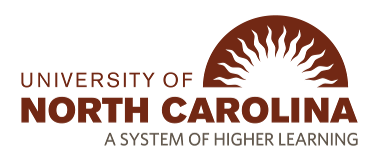 UNIVERSITY OF
NORTH CAROLINA
A SYSTEM OF HIGHER LEARNING